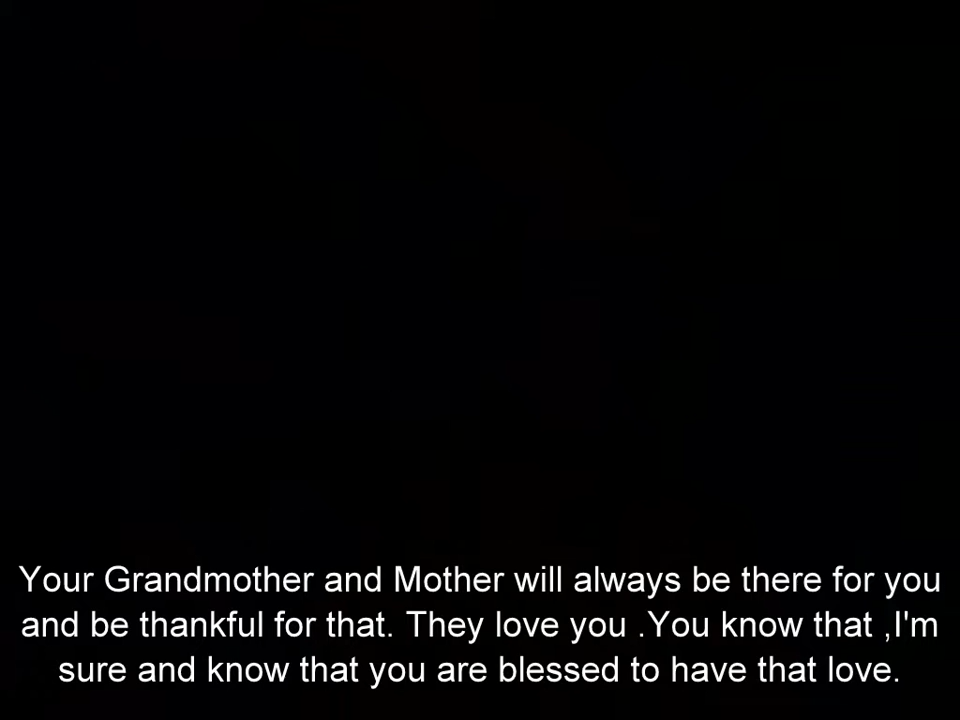 Your Grandmother and Mother will always be there for you
and be thankful for that. They love you .You know that ,I'm
sure and know that you are blessed to have that love.